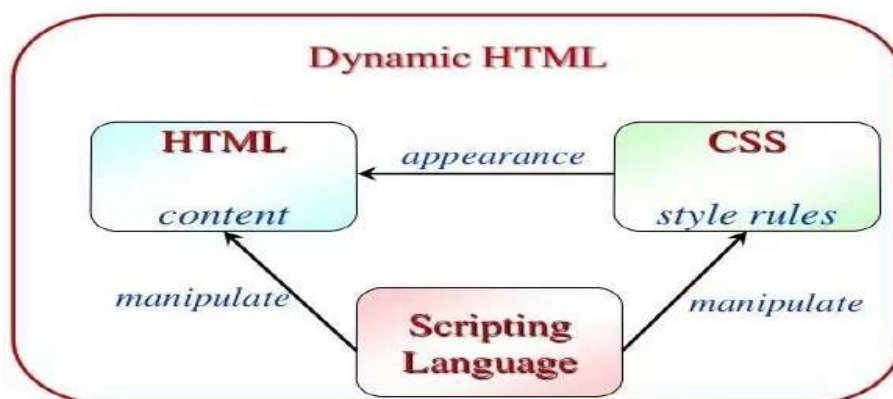 Dynamic HTML
HTML
appearance
CSS
content
style rules
manipulate
manipulate
Scripting
Language